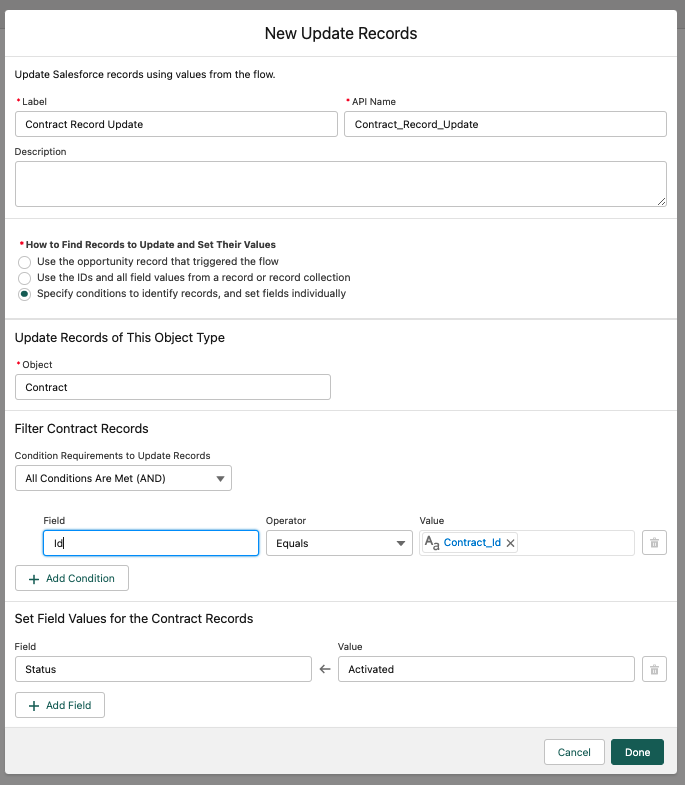 New Update Records
Update Salesforce records using values from the flow.
* Label
* API Name
Contract Record Update
Contract_Record_Update
Description
* How to Find Records to Update and Set Their Values
Use the opportunity record that triggered the flow
Use the IDs and all field values from a record or record collection
Specify conditions to identify records, and set fields individually
Update Records of This Object Type
* Object
Contract
Filter Contract Records
Condition Requirements to Update Records
All Conditions Are Met (AND)
Field
Operator
Value
Id
Equals
Aa Contract_Id ×
+ Add Condition
Set Field Values for the Contract Records
Field
Value
Status
Activated
+ Add Field
Cancel
Done